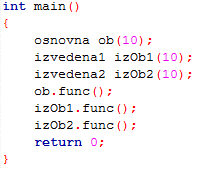 int main()
{
osnovna ob(10);
izvedena1 izOb1(10);
izvedena2 izOb2(10);
ob.func();
izOb1.func();
izOb2.func();
return 0;
}